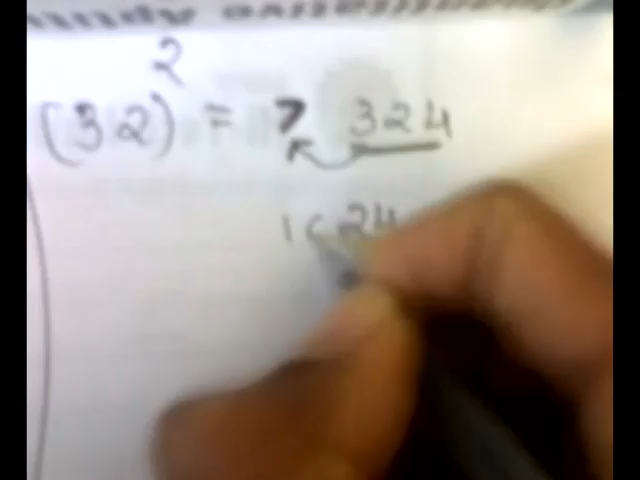 (32)² = 7 324
1024